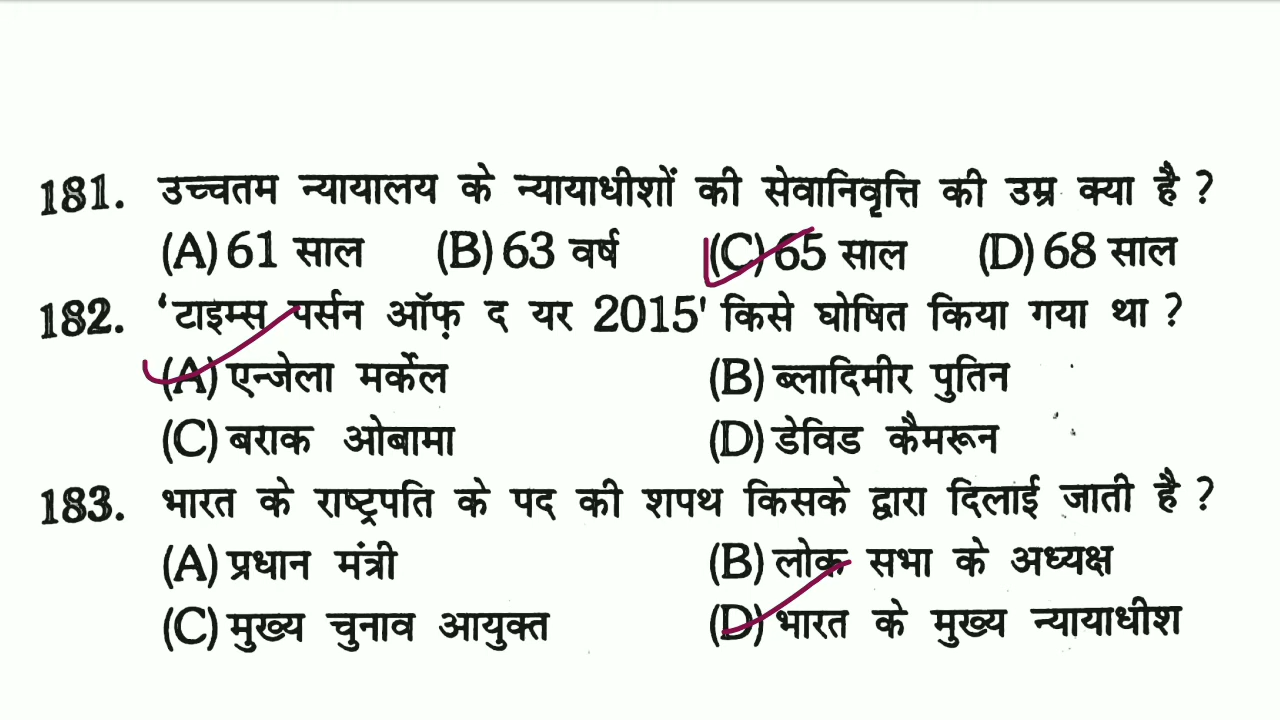 181. उच्चतम न्यायालय के न्यायाधीशों की सेवानिवृत्ति की उम्र क्या है ?
(A) 61 साल (B) 63 वर्ष (C) 65 साल (D) 68 साल
182. 'टाइम्स पर्सन ऑफ़ द यर 2015' किसे घोषित किया गया था ?
(A) एन्जेला मर्केल (B) ब्लादिमीर पुतिन
(C) बराक ओबामा (D) डेविड कैमरून
183. भारत के राष्ट्रपति के पद की शपथ किसके द्वारा दिलाई जाती है ?
(A) प्रधान मंत्री (B) लोक सभा के अध्यक्ष
(C) मुख्य चुनाव आयुक्त (D) भारत के मुख्य न्यायाधीश